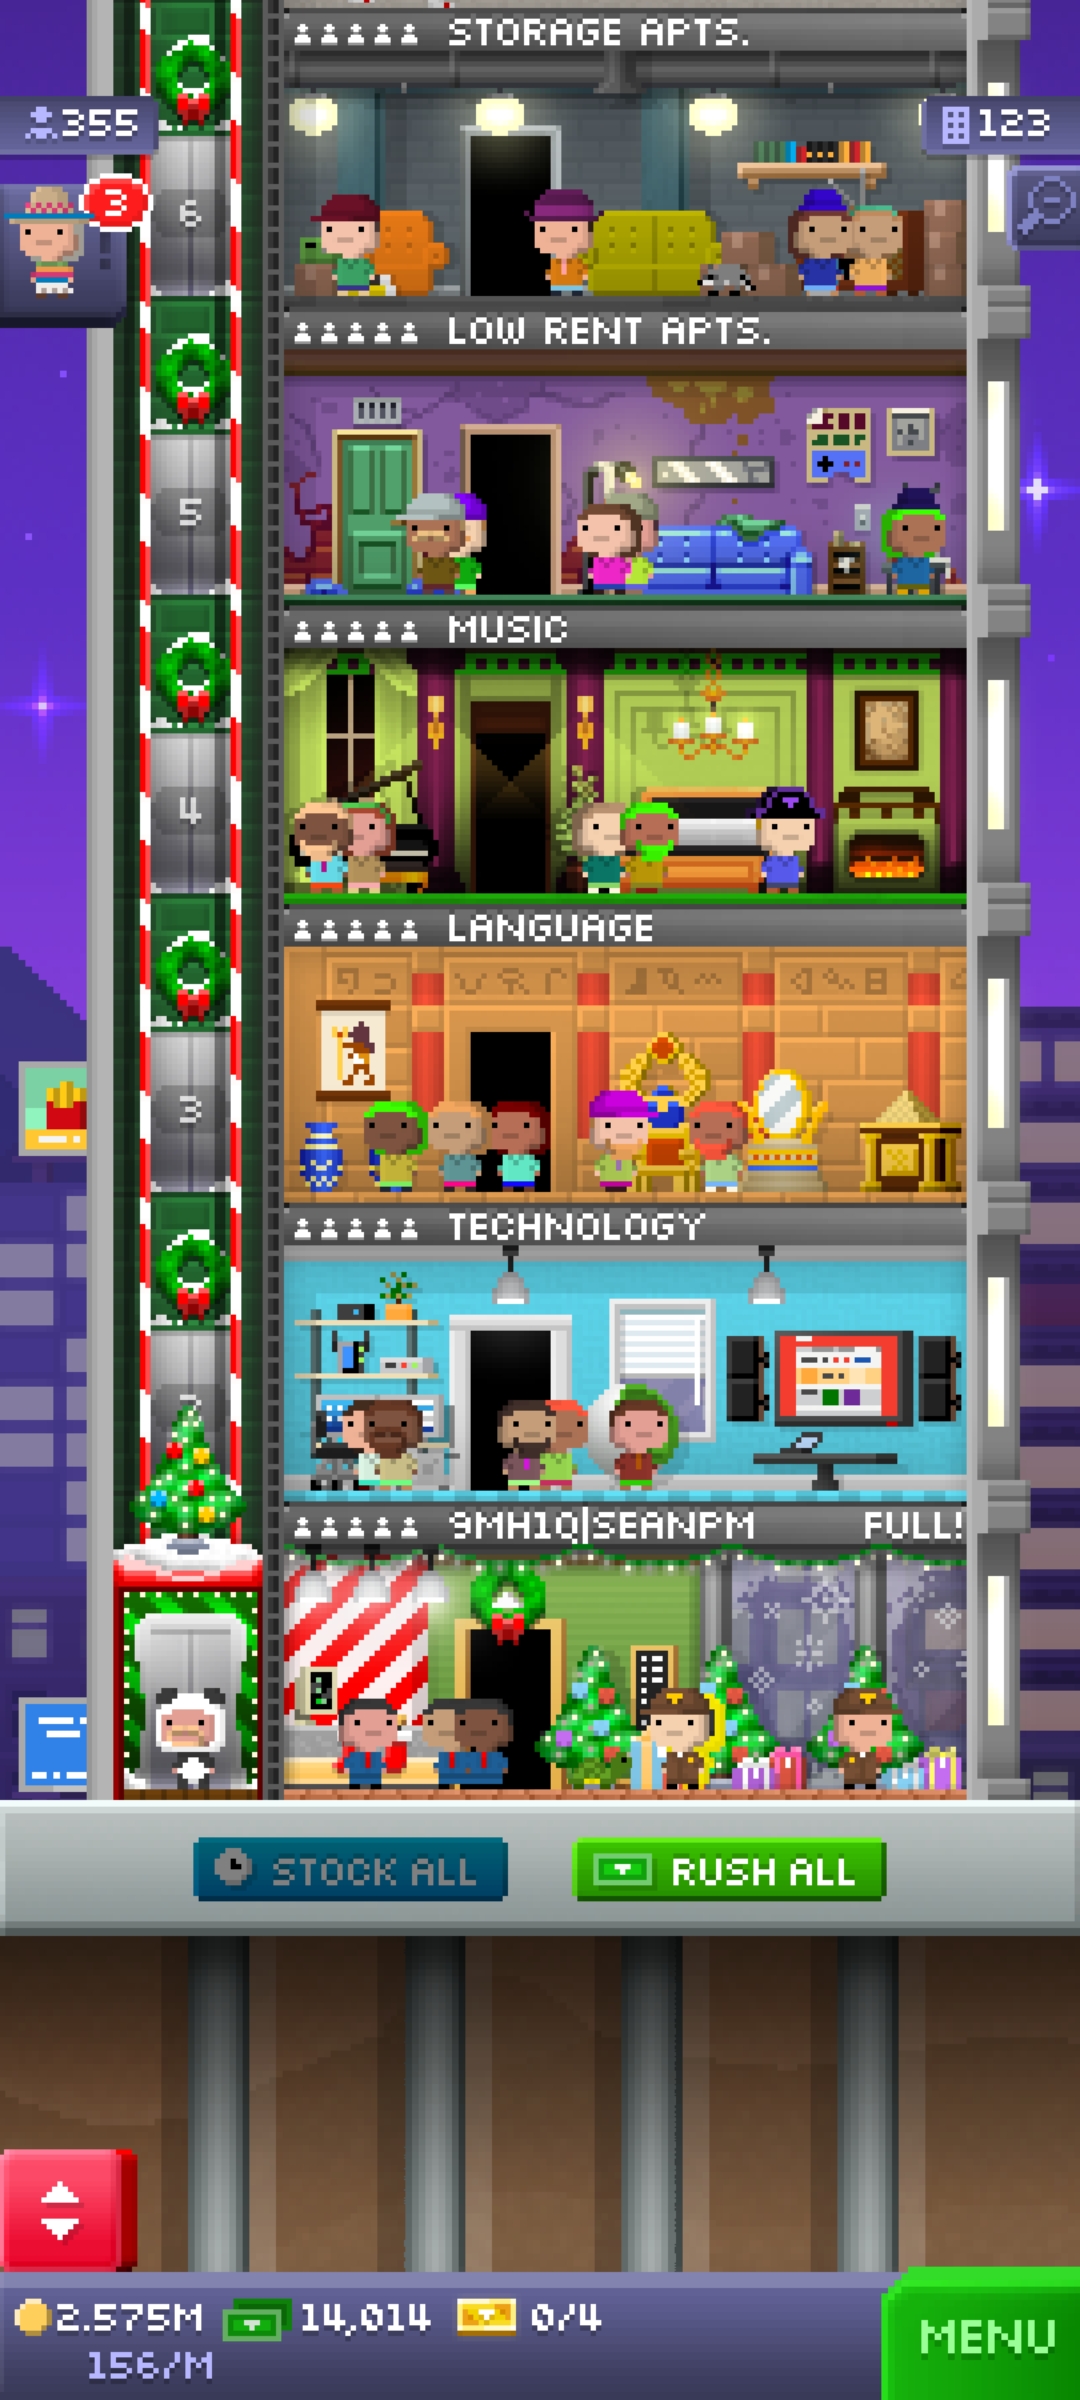 STORAGE APTS.
355
123
3
6
LOW RENT APTS.
5
MUSIC
4
LANGUAGE
3
TECHNOLOGY
9MH1Q|SEANPM FULL!
STOCK ALL
RUSH ALL
2.575M 14,014 0/4
156/M
MENU